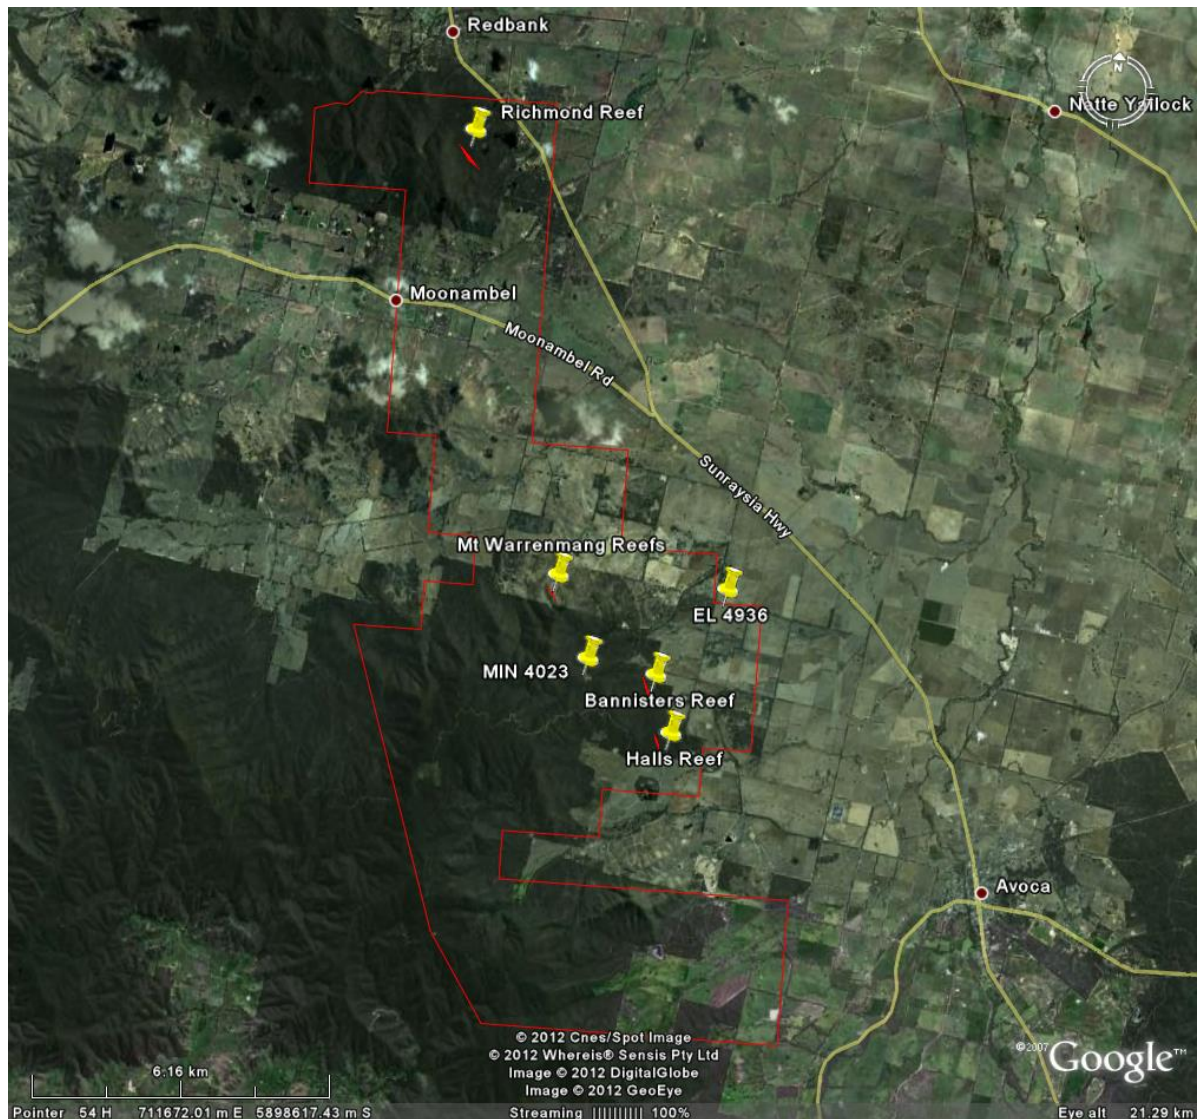 Redbank
N
Natte Yallock
Richmond Reef
Moonambel
Moonambel Rd
Sunraysia Hwy
Mt Warrenmang Reefs
EL 4936
MIN 4023
Bannisters Reef
Halls Reef
Avoca
© 2012 Cnes/Spot Image
© 2012 Whereis® Sensis Pty Ltd
Image © 2012 DigitalGlobe
Image © 2012 GeoEye
©2007 Google™
6:16 km
Pointer 54 H 711672.01 m E 5898617.43 m S Streaming |||||||||| 100% Eye alt 21.29 km